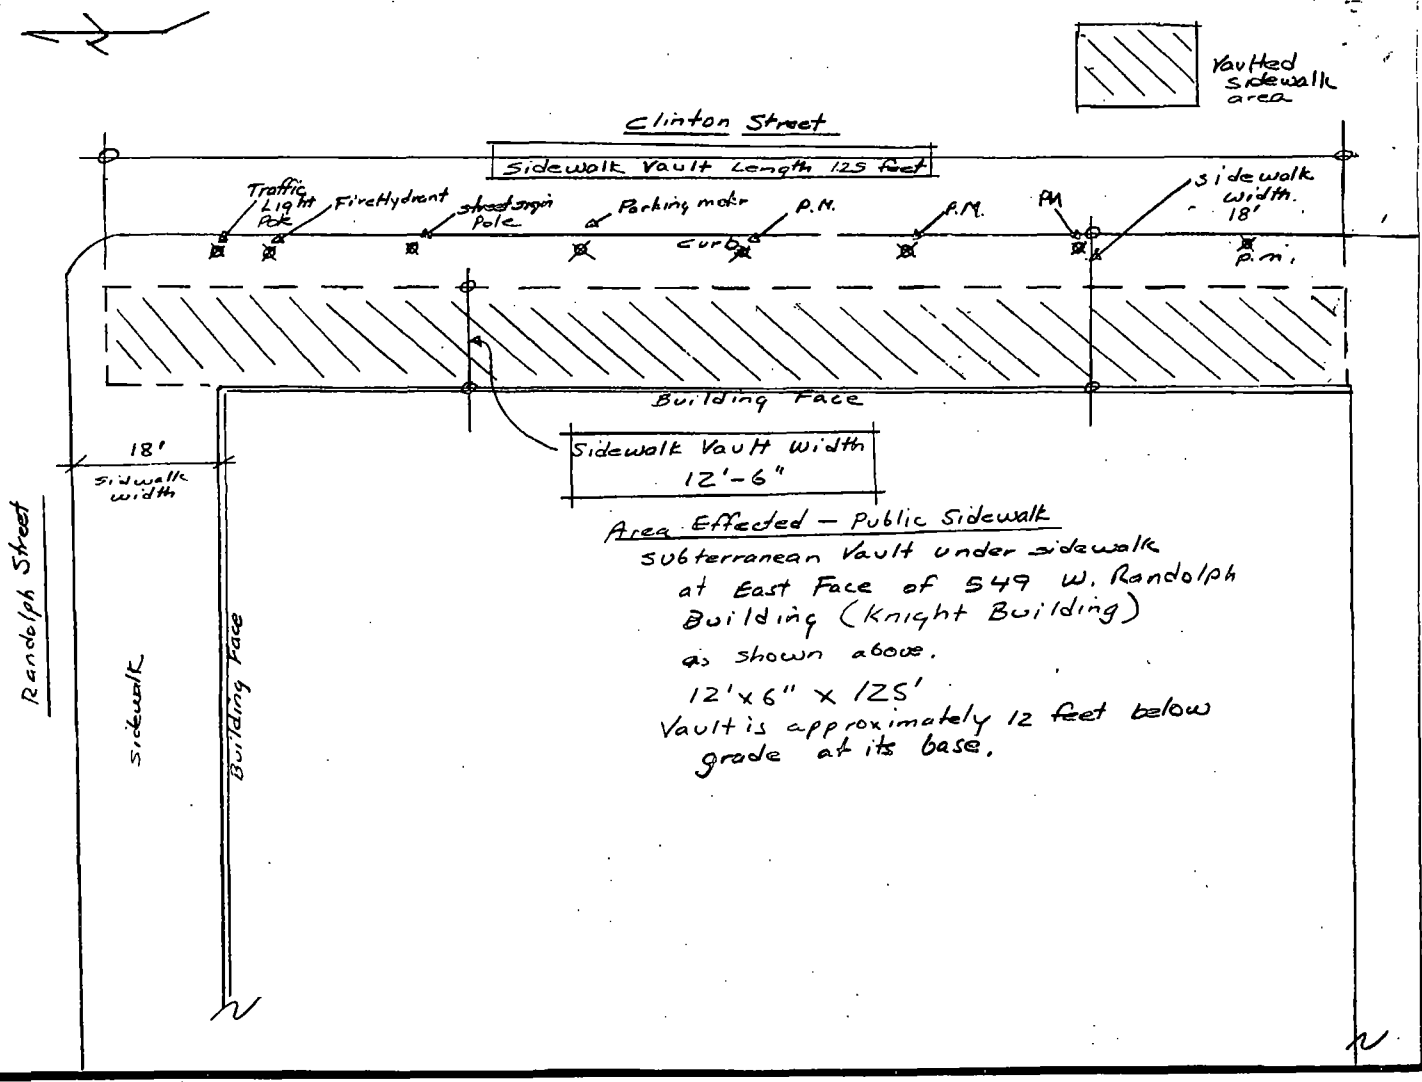 Vaulted
sidewalk
area
Clinton Street
Sidewalk Vault Length 125 feet
Traffic
Light
Pole
Fire Hydrant
street sign
Pole
Parking metr
P.M.
P.M.
PM
sidewalk
width.
18'
curb
p.m.
Building Face
18'
sidwalk
width
Sidewalk Vault Width
12'-6"
Area Effected - Public Sidewalk
subterranean Vault under sidewalk
at East Face of 549 W. Randolph
Building (Knight Building)
as shown above.
12' x 6" x 125'
Vault is approximately 12 feet below
grade at its base.
Randolph Street
sidewalk
Building Face